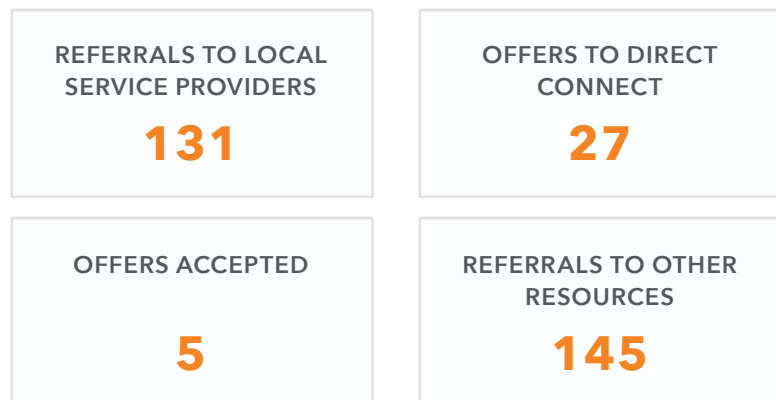 REFERRALS TO LOCAL
SERVICE PROVIDERS
131
OFFERS TO DIRECT
CONNECT
27
OFFERS ACCEPTED
5
REFERRALS TO OTHER
RESOURCES
145